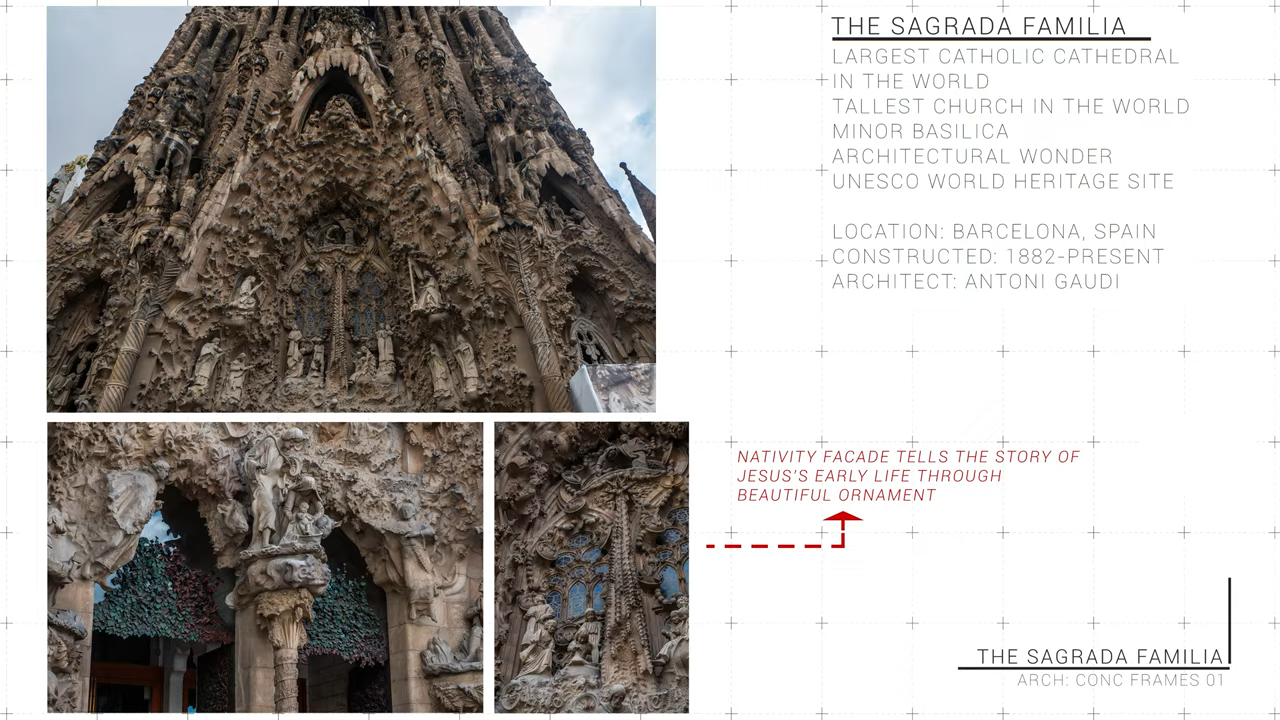 THE SAGRADA FAMILIA
LARGEST CATHOLIC CATHEDRAL
IN THE WORLD
TALLEST CHURCH IN THE WORLD
MINOR BASILICA
ARCHITECTURAL WONDER
UNESCO WORLD HERITAGE SITE
LOCATION: BARCELONA, SPAIN
CONSTRUCTED: 1882-PRESENT
ARCHITECT: ANTONI GAUDI
NATIVITY FACADE TELLS THE STORY OF
JESUS'S EARLY LIFE THROUGH
BEAUTIFUL ORNAMENT
THE SAGRADA FAMILIA
ARCH: CONC FRAMES 01